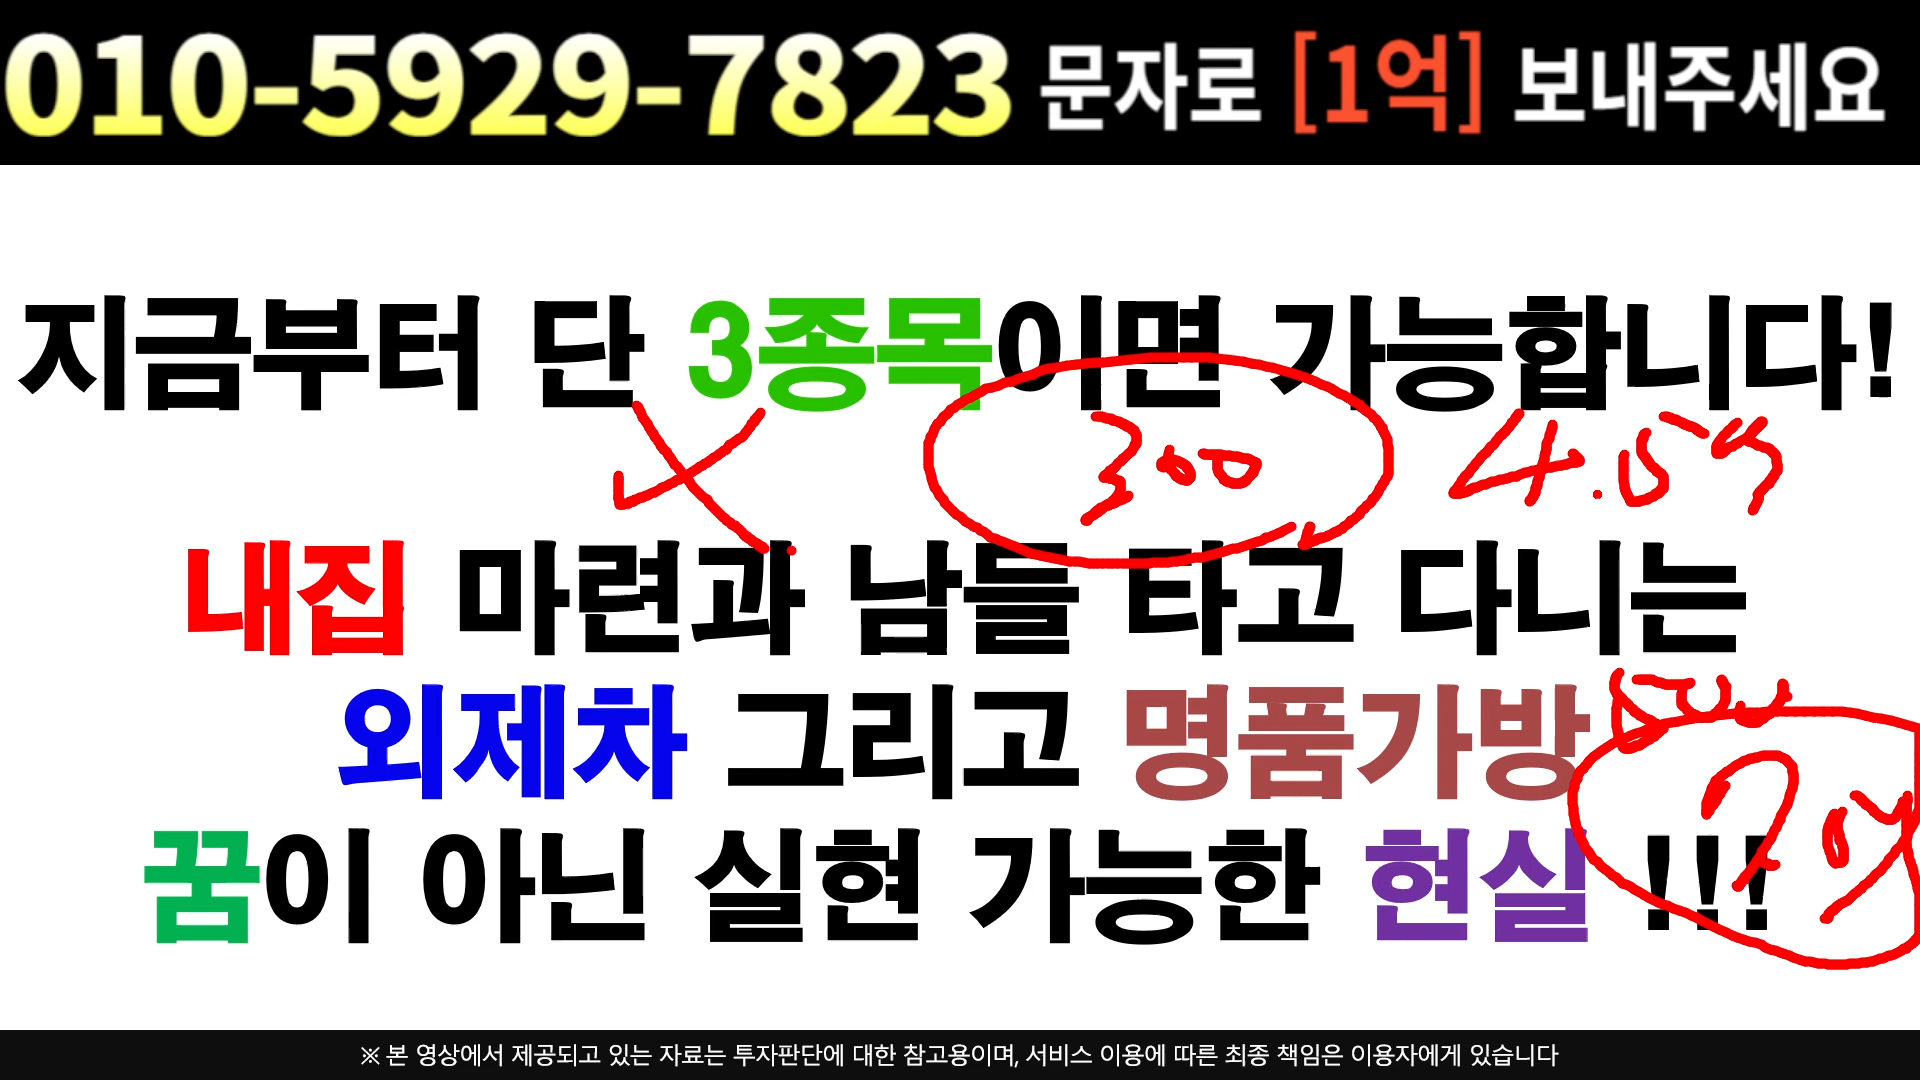 010-5929-7823 문자로 [1억] 보내주세요
지금부터 단 3종목이면 가능합니다!
300 4.5억
내집 마련과 남들 타고 다니는
외제차 그리고 명품가방
500
꿈이 아닌 실현 가능한 현실 !!!
※ 본 영상에서 제공되고 있는 자료는 투자판단에 대한 참고용이며, 서비스 이용에 따른 최종 책임은 이용자에게 있습니다